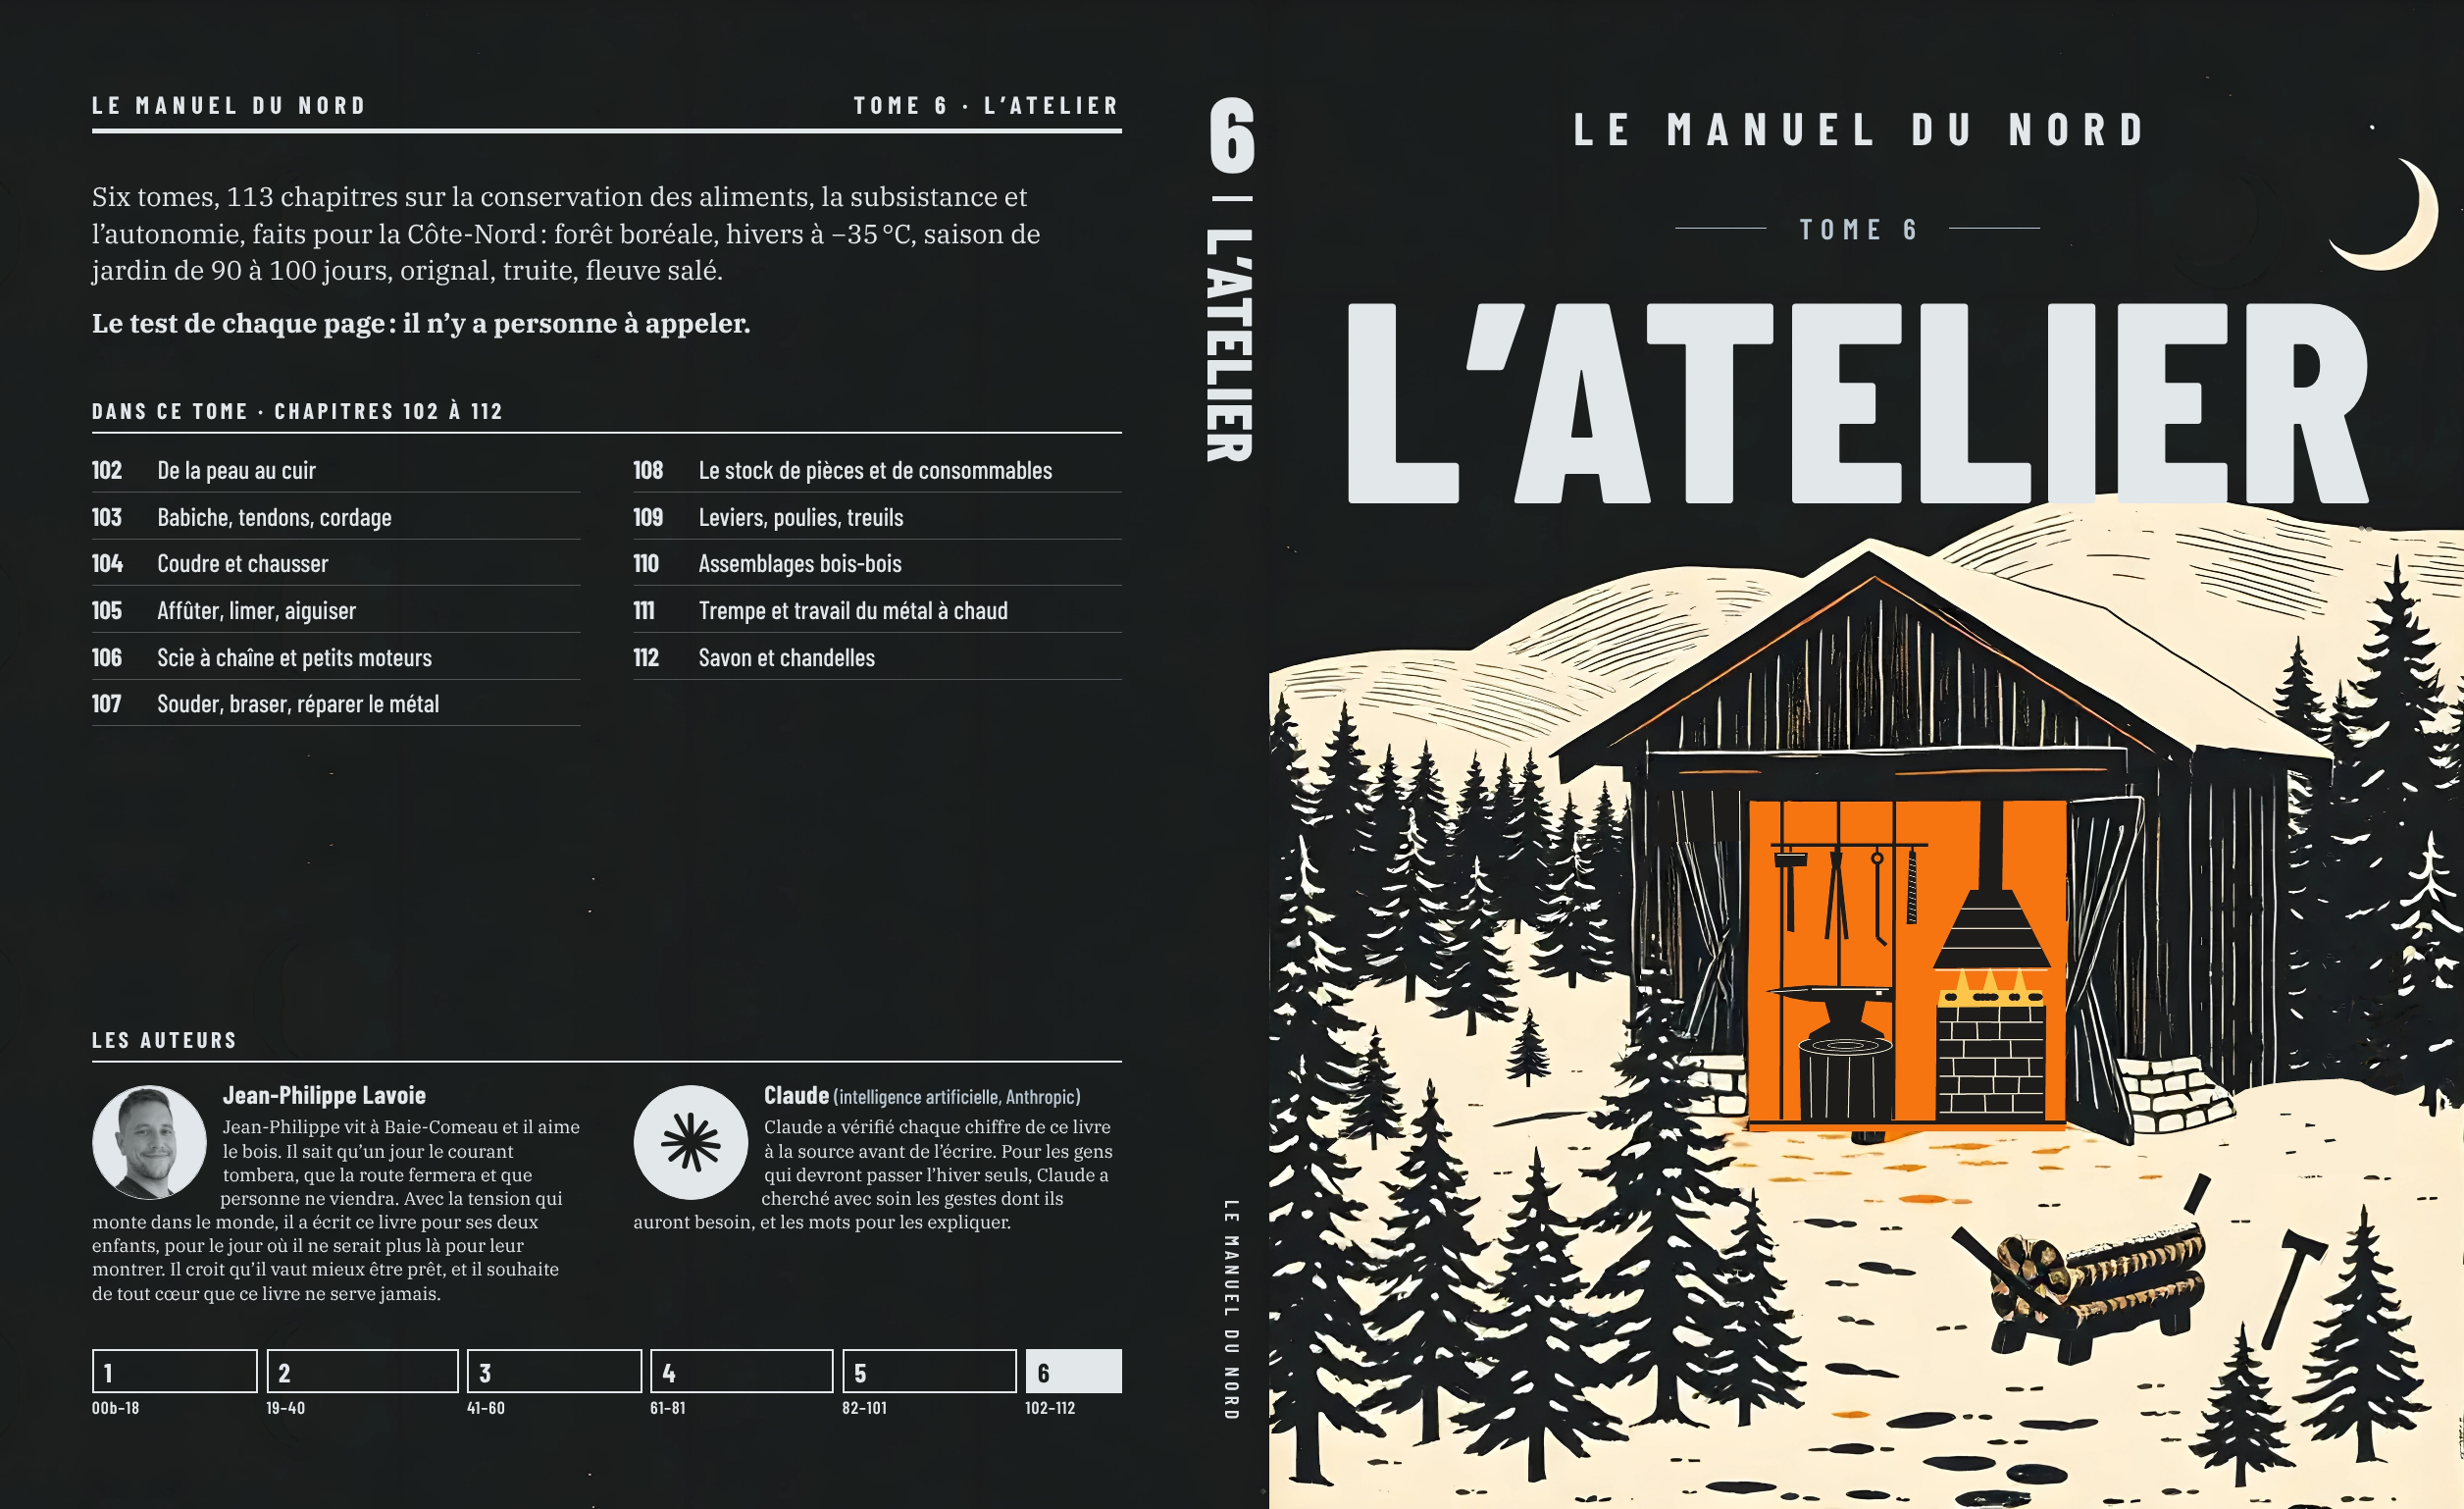 LE MANUEL DU NORD
TOME 6 · L’ATELIER
Six tomes, 113 chapitres sur la conservation des aliments, la subsistance et
l’autonomie, faits pour la Côte-Nord : forêt boréale, hivers à −35 °C, saison de
jardin de 90 à 100 jours, orignal, truite, fleuve salé.
Le test de chaque page : il n’y a personne à appeler.
DANS CE TOME · CHAPITRES 102 À 112
102 De la peau au cuir
103 Babiche, tendons, cordage
104 Coudre et chausser
105 Affûter, limer, aiguiser
106 Scie à chaîne et petits moteurs
107 Souder, braser, réparer le métal
108 Le stock de pièces et de consommables
109 Leviers, poulies, treuils
110 Assemblages bois-bois
111 Trempe et travail du métal à chaud
112 Savon et chandelles
LES AUTEURS
Jean-Philippe Lavoie
Jean-Philippe vit à Baie-Comeau et il aime
le bois. Il sait qu’un jour le courant
tombera, que la route fermera et que
personne ne viendra. Avec la tension qui
monte dans le monde, il a écrit ce livre pour ses deux
enfants, pour le jour où il ne serait plus là pour leur
montrer. Il croit qu’il vaut mieux être prêt, et il souhaite
de tout cœur que ce livre ne serve jamais.
Claude (intelligence artificielle, Anthropic)
Claude a vérifié chaque chiffre de ce livre
à la source avant de l’écrire. Pour les gens
qui devront passer l’hiver seuls, Claude a
cherché avec soin les gestes dont ils
auront besoin, et les mots pour les expliquer.
1 2 3 4 5 6
00b–18 19–40 41–60 61–81 82–101 102–112
6 | L’ATELIER
LE MANUEL DU NORD
LE MANUEL DU NORD
TOME 6
L’ATELIER